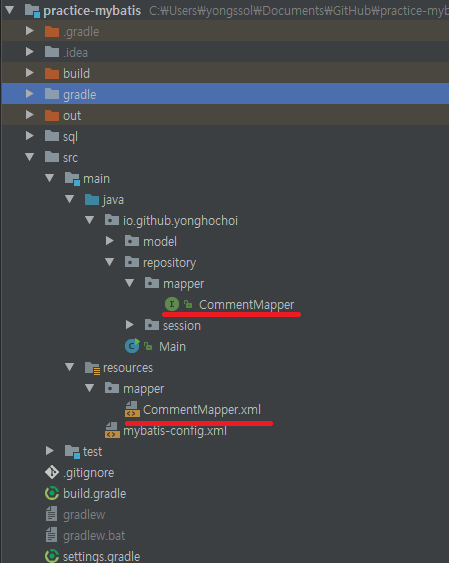 practice-mybatis C:₩Users₩yongssol₩Documents₩GitHub₩practice-myb
.gradle
.idea
build
gradle
out
sql
src
main
java
io.github.yonghochoi
model
repository
mapper
I CommentMapper
session
C Main
resources
mapper
CommentMapper.xml
mybatis-config.xml
test
.gitignore
build.gradle
gradlew
gradlew.bat
settings.gradle